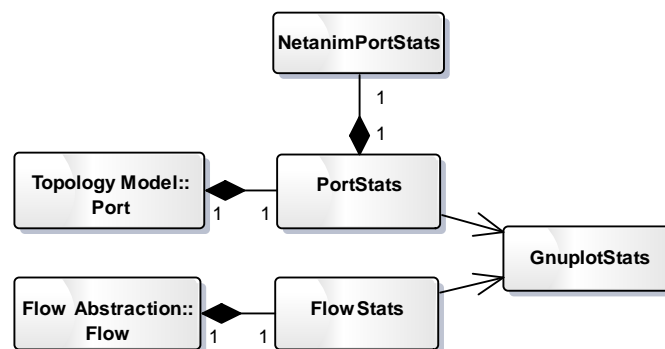 NetanimPortStats
1
1
Topology Model::
Port
1
1
PortStats
GnuplotStats
Flow Abstraction::
Flow
1
1
FlowStats